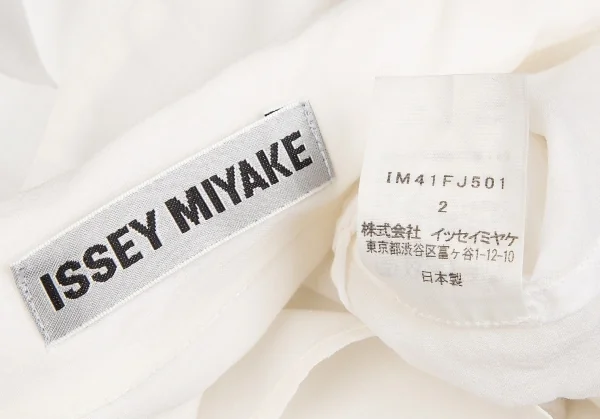 ISSEY MIYAKE
IM41FJ501
2
株式会社 イッセイミヤケ
東京都渋谷区富ヶ谷1-12-10
日本製